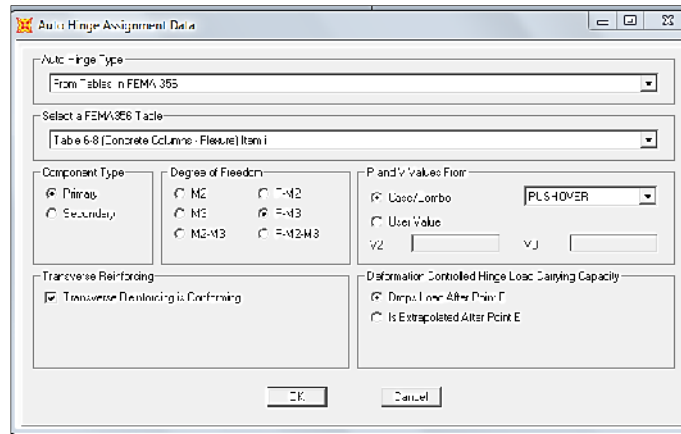 Auto Hinge Assignment Data
Auto Hinge Type
From Tables In FEMA 356
Select a FEMA356 Table
Table 6-8 (Concrete Columns - Flexure) Item i
Component Type
Primary
Secondary
Degree of Freedom
M2
P-M2
M3
P-M3
M2-M3
P-M2-M3
P and V Values From
Case/Combo
PUSHOVER
User Value
V2
V3
Transverse Reinforcing
Transverse Reinforcing is Conforming
Deformation Controlled Hinge Load Carrying Capacity
Drops Load After Point E
Is Extrapolated After Point E
OK
Cancel